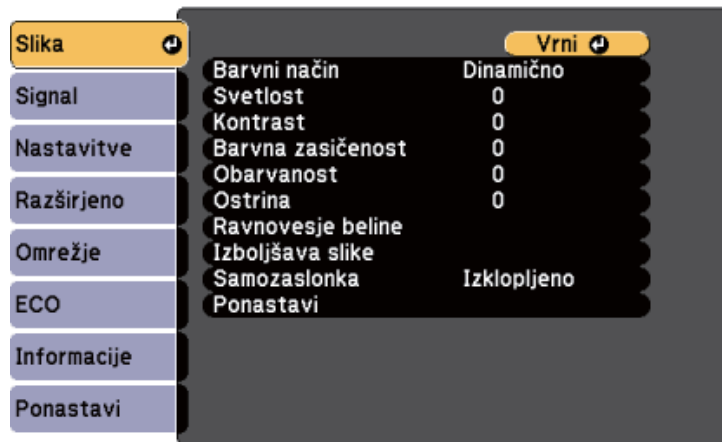 Slika
Signal
Nastavitve
Razširjeno
Omrežje
ECO
Informacije
Ponastavi
Vrni
Barvni način Dinamično
Svetlost 0
Kontrast 0
Barvna zasičenost 0
Obarvanost 0
Ostrina 0
Ravnovesje beline
Izboljšava slike
Samozaslonka Izklopljeno
Ponastavi